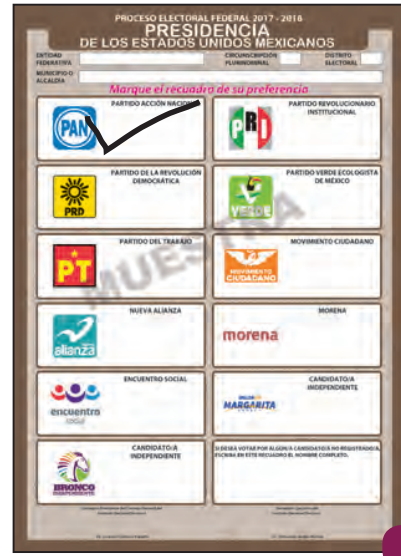 PROCESO ELECTORAL FEDERAL 2017 - 2018
PRESIDENCIA
DE LOS ESTADOS UNIDOS MEXICANOS
ENTIDAD FEDERATIVA
CIRCUNSCRIPCIÓN PLURINOMINAL
DISTRITO ELECTORAL
MUNICIPIO O ALCALDÍA
Marque el recuadro de su preferencia
PARTIDO ACCIÓN NACIONAL
PAN
PARTIDO REVOLUCIONARIO
INSTITUCIONAL
PRI
PARTIDO DE LA REVOLUCIÓN
DEMOCRÁTICA
PRD
PARTIDO VERDE ECOLOGISTA
DE MÉXICO
VERDE
PARTIDO DEL TRABAJO
PT
MOVIMIENTO CIUDADANO
MOVIMIENTO
CIUDADANO
MUESTRA
NUEVA ALIANZA
alianza
MORENA
morena
ENCUENTRO SOCIAL
encuentro
social
CANDIDATO/A
INDEPENDIENTE
MARGARITA
CANDIDATO/A
INDEPENDIENTE
BRONCO
INDEPENDIENTE
SI DESEA VOTAR POR ALGÚN/A CANDIDATO/A NO REGISTRADO/A,
ESCRIBA EN ESTE RECUADRO EL NOMBRE COMPLETO.